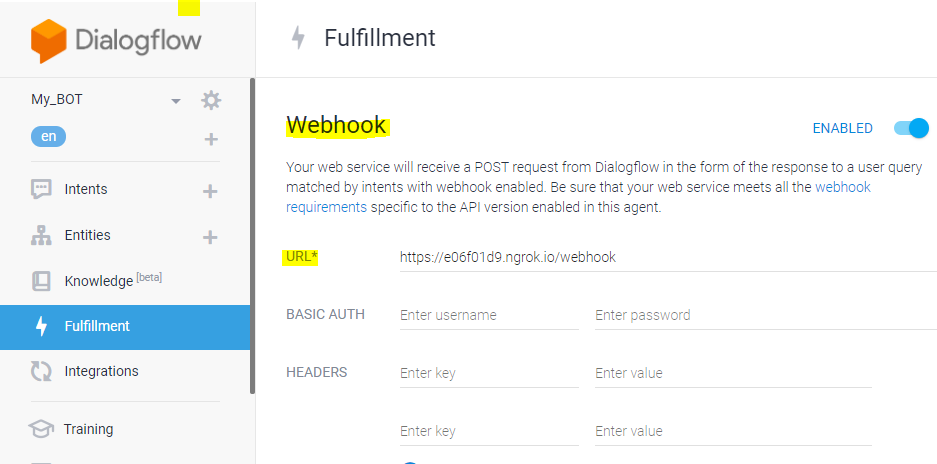 Dialogflow
My_BOT
en
Intents
Entities
Knowledge [beta]
Fulfillment
Integrations
Training
Fulfillment
Webhook
ENABLED
Your web service will receive a POST request from Dialogflow in the form of the response to a user query
matched by intents with webhook enabled. Be sure that your web service meets all the webhook
requirements specific to the API version enabled in this agent.
URL* https://e06f01d9.ngrok.io/webhook
BASIC AUTH Enter username Enter password
HEADERS Enter key Enter value
Enter key Enter value